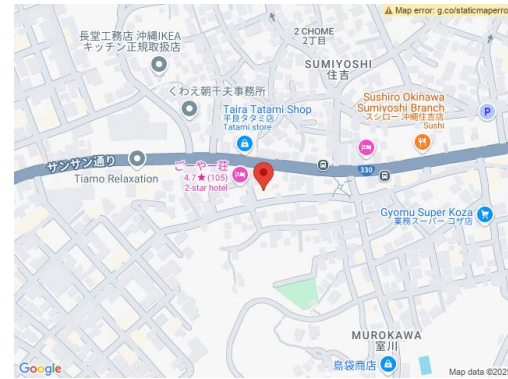 Map error: g.co/staticmaperro
長堂工務店 沖縄IKEA
キッチン正規取扱店
2 CHOME
2丁目
SUMIYOSHI
住吉
くわえ朝千夫事務所
Sushiro Okinawa
Sumiyoshi Branch
スシロー 沖縄住吉店
Sushi
P
Taira Tatami Shop
平良タタミ店
Tatami store
サンサン通り
Tiamo Relaxation
ごーやー荘
4.7★(105)
2-star hotel
330
Gyomu Super Koza
業務スーパー コザ店
MUROKAWA
室川
島袋商店
Google
Map data ©2025